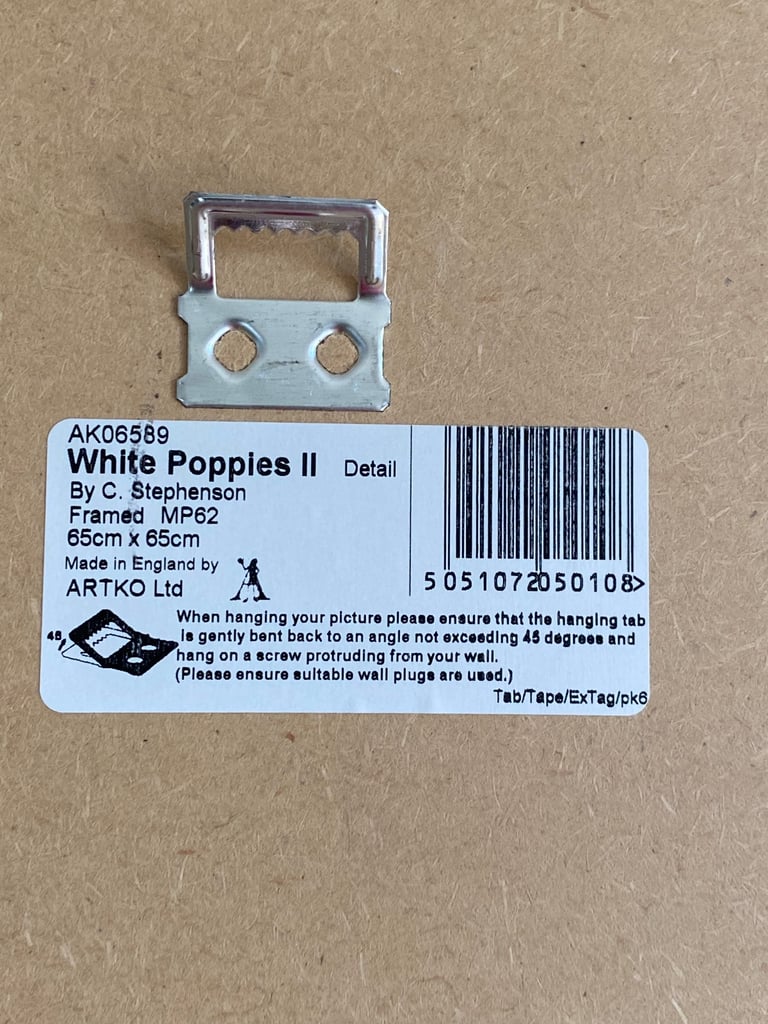 AK06589
White Poppies II Detail
By C. Stephenson
Framed MP62
65cm x 65cm
Made in England by
ARTKO Ltd
5051072050108>
45
When hanging your picture please ensure that the hanging tab
is gently bent back to an angle not exceeding 45 degrees and
hang on a screw protruding from your wall.
(Please ensure suitable wall plugs are used.)
Tab/Tape/ExTag/pk6